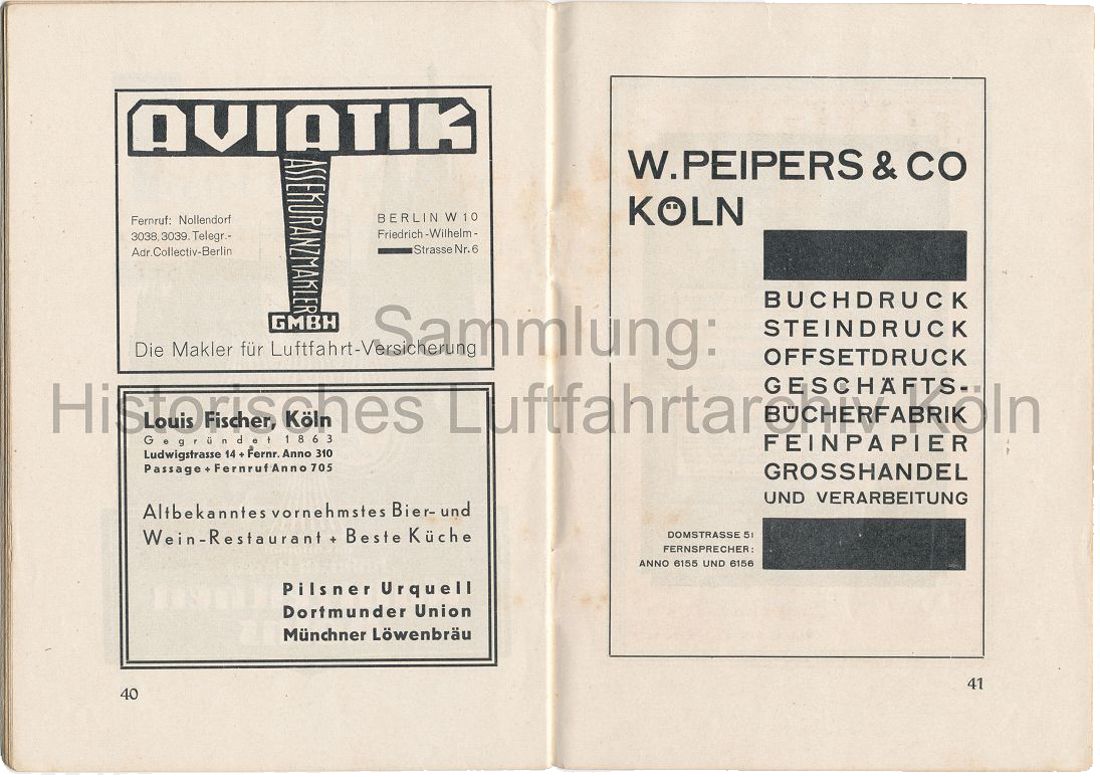 AVIATIK
ASSEKURANZMAKLER
GMBH
Fernruf: Nollendorf
3038, 3039. Telegr.-
Adr. Collectiv-Berlin
BERLIN W 10
Friedrich-Wilhelm-
Strasse Nr. 6
Die Makler für Luftfahrt-Versicherung
Louis Fischer, Köln
Gegründet 1863
Ludwigstrasse 14 + Fernr. Anno 310
Passage + Fernruf Anno 705
Altbekanntes vornehmstes Bier- und
Wein-Restaurant + Beste Küche
Pilsner Urquell
Dortmunder Union
Münchner Löwenbräu
40
W. PEIPERS & CO
KÖLN
BUCHDRUCK
STEINDRUCK
OFFSETDRUCK
GESCHÄFTS-
BÜCHERFABRIK
FEINPAPIER
GROSSHANDEL
UND VERARBEITUNG
DOMSTRASSE 51
FERNSPRECHER:
ANNO 6155 UND 6156
41
Sammlung:
Historisches Luftfahrtarchiv Köln